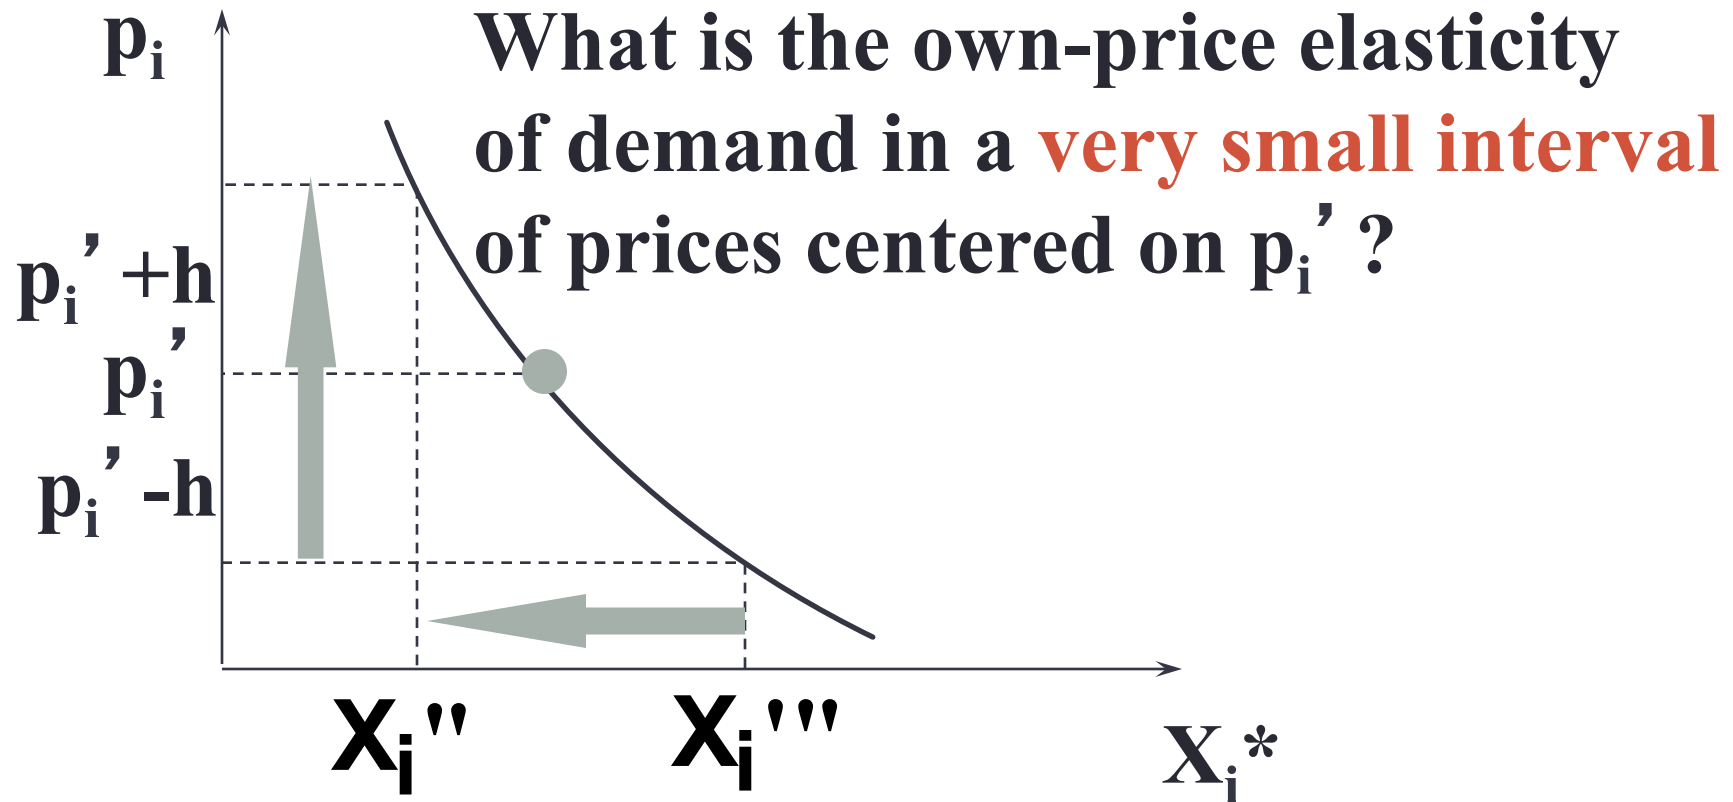 pᵢ
What is the own-price elasticity
of demand in a very small interval
of prices centered on pᵢ’ ?
pᵢ’ +h
pᵢ’
pᵢ’ -h
Xᵢ"
Xᵢ'''
Xᵢ*